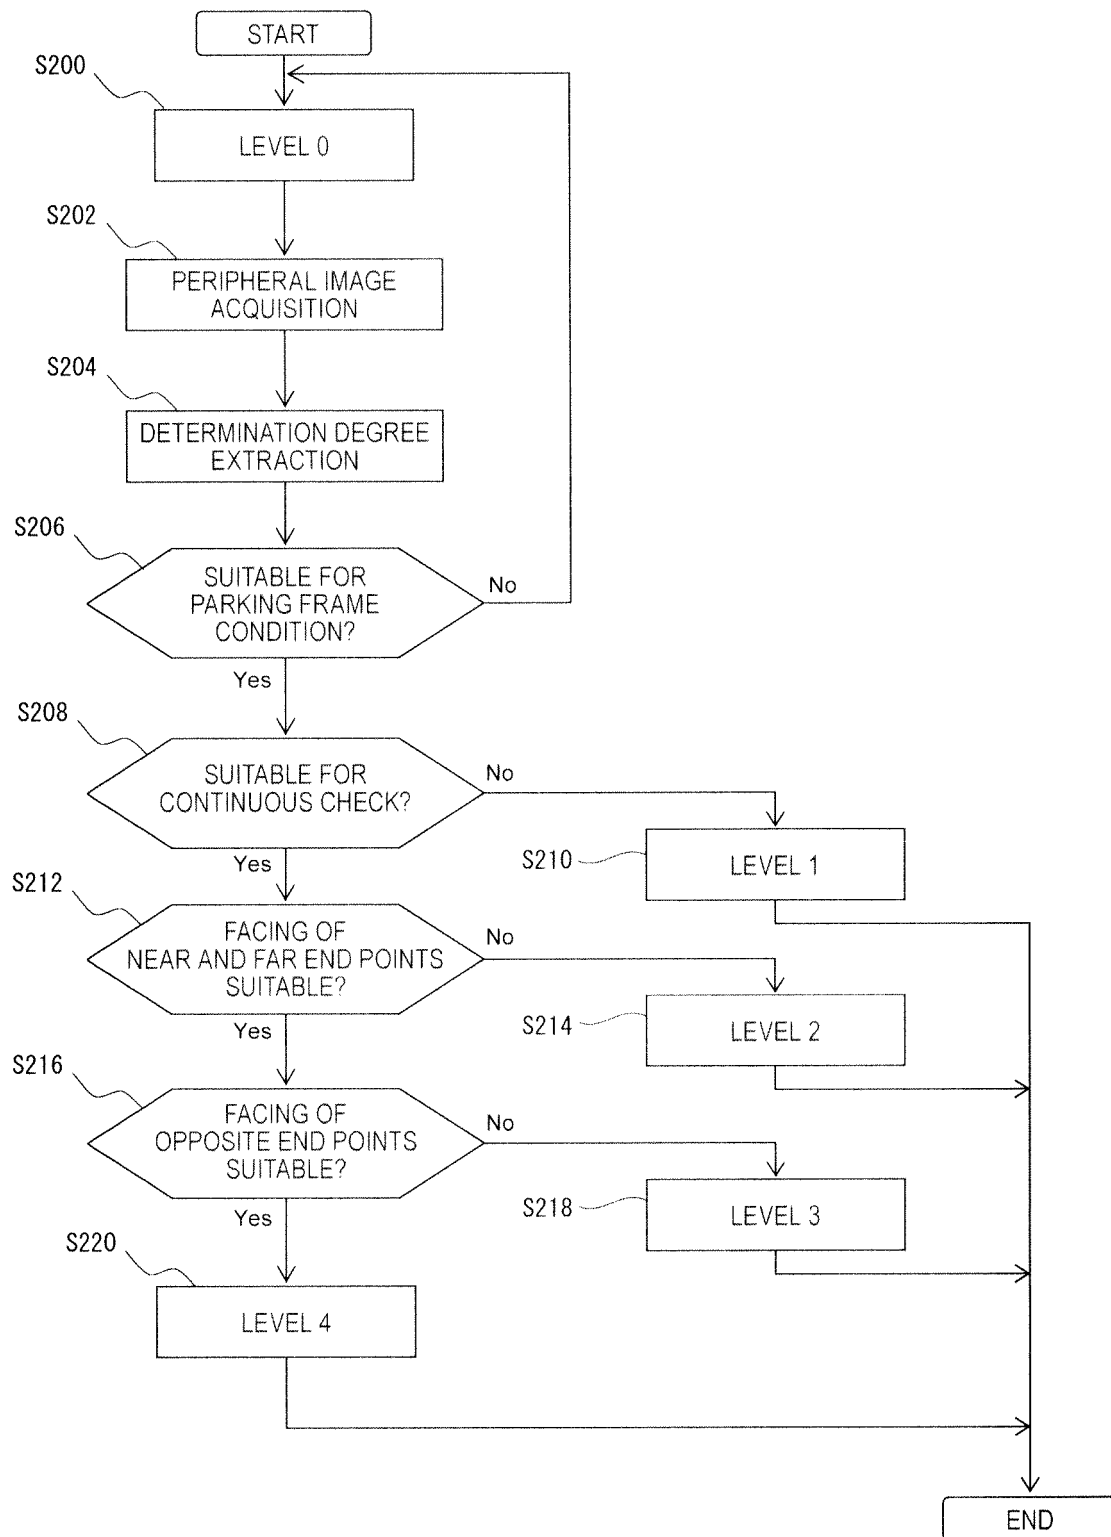 START
S200
LEVEL 0
S202
PERIPHERAL IMAGE
ACQUISITION
S204
DETERMINATION DEGREE
EXTRACTION
S206
SUITABLE FOR
PARKING FRAME
CONDITION?
No
Yes
S208
SUITABLE FOR
CONTINUOUS CHECK?
No
Yes
S210
LEVEL 1
S212
FACING OF
NEAR AND FAR END POINTS
SUITABLE?
No
Yes
S214
LEVEL 2
S216
FACING OF
OPPOSITE END POINTS
SUITABLE?
No
Yes
S218
LEVEL 3
S220
LEVEL 4
END